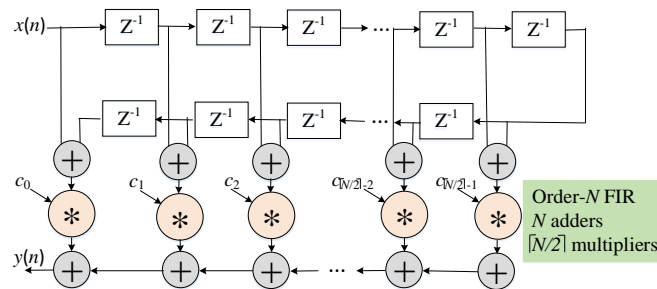 x(n) Z⁻¹ Z⁻¹ Z⁻¹ ... Z⁻¹ Z⁻¹
Z⁻¹ Z⁻¹ ... Z⁻¹
+ + + + +
c₀ c₁ c₂ c⌈N/2⌉-2 c⌈N/2⌉-1
* * * * *
Order-N FIR
N adders
⌈N/2⌉ multipliers
y(n) + + + ... + +